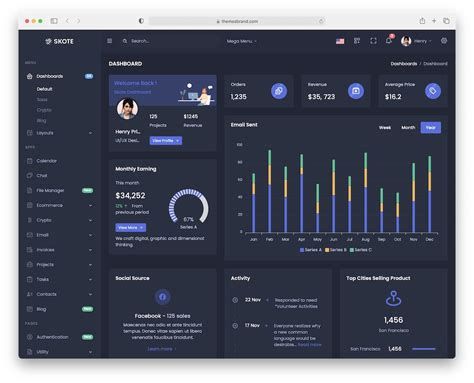 themesbrand.com
SKOTE
Search...
Mega Menu
Henry
MENU
Dashboards
Default
Saas
Crypto
Blog
Layouts
APPS
Calendar
Chat
File Manager
Ecommerce
Crypto
Email
Invoices
Projects
Tasks
Contacts
Blog
PAGES
Authentication
Utility
DASHBOARD
Dashboards / Dashboard
Welcome Back !
Skote Dashboard
125
$1245
Projects
Revenue
Henry Pri...
UI/UX Desi...
View Profile
Orders
1,235
Revenue
$35, 723
Average Price
$16.2
Monthly Earning
This month
$34,252
12% From
previous
period
View More
67%
Series A
We craft digital, graphic and dimensional
thinking.
Email Sent
Week Month Year
100
80
60
40
20
0
Jan Feb Mar Apr May Jun Jul Aug Sep Oct Nov Dec
Series A Series B Series C
Social Source
Facebook - 125 sales
Maecenas nec odio et ante tincidunt
tempus. Donec vitae sapien ut libero
venenatis faucibus tincidunt.
Learn more
Activity
22 Nov
Responded to need
"Volunteer Activities
17 Nov
Everyone realizes why a
new common
language would be
desirable... Read more
Top Cities Selling Product
1,456
San Francisco
San Francisco
1,456